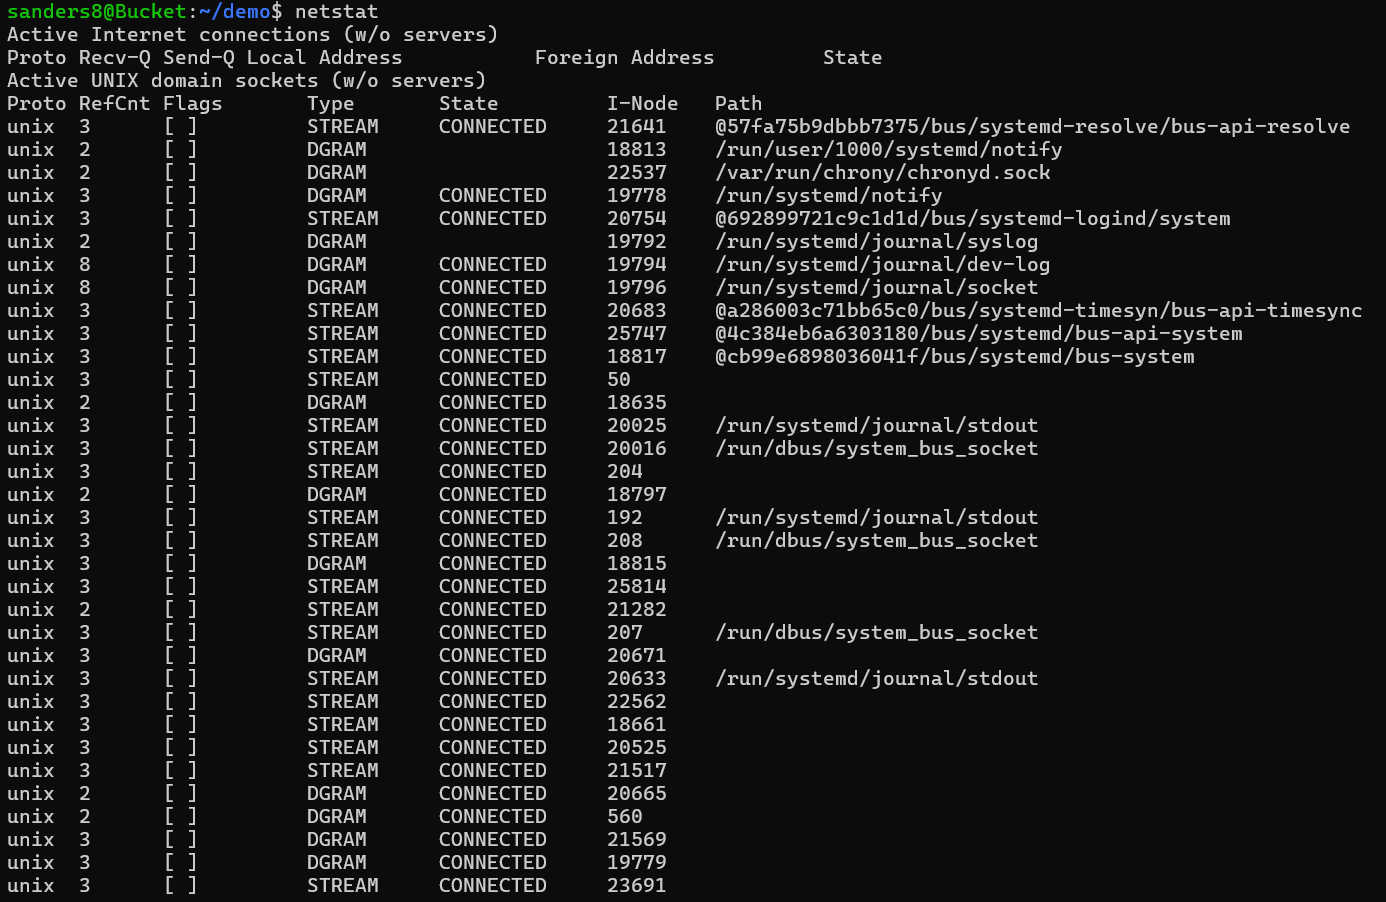 sanders8@Bucket:~/demo$ netstat
Active Internet connections (w/o servers)
Proto Recv-Q Send-Q Local Address           Foreign Address         State
Active UNIX domain sockets (w/o servers)
Proto RefCnt Flags       Type       State         I-Node   Path
unix  3      [ ]         STREAM     CONNECTED     21641    @57fa75b9dbbb7375/bus/systemd-resolve/bus-api-resolve
unix  2      [ ]         DGRAM                    18813    /run/user/1000/systemd/notify
unix  2      [ ]         DGRAM                    22537    /var/run/chrony/chronyd.sock
unix  3      [ ]         DGRAM      CONNECTED     19778    /run/systemd/notify
unix  3      [ ]         STREAM     CONNECTED     20754    @692899721c9c1d1d/bus/systemd-logind/system
unix  2      [ ]         DGRAM                    19792    /run/systemd/journal/syslog
unix  8      [ ]         DGRAM      CONNECTED     19794    /run/systemd/journal/dev-log
unix  8      [ ]         DGRAM      CONNECTED     19796    /run/systemd/journal/socket
unix  3      [ ]         STREAM     CONNECTED     20683    @a286003c71bb65c0/bus/systemd-timesyn/bus-api-timesync
unix  3      [ ]         STREAM     CONNECTED     25747    @4c384eb6a6303180/bus/systemd/bus-api-system
unix  3      [ ]         STREAM     CONNECTED     18817    @cb99e6898036041f/bus/systemd/bus-system
unix  3      [ ]         STREAM     CONNECTED     50
unix  2      [ ]         DGRAM      CONNECTED     18635
unix  3      [ ]         STREAM     CONNECTED     20025    /run/systemd/journal/stdout
unix  3      [ ]         STREAM     CONNECTED     20016    /run/dbus/system_bus_socket
unix  3      [ ]         STREAM     CONNECTED     204
unix  2      [ ]         DGRAM      CONNECTED     18797
unix  3      [ ]         STREAM     CONNECTED     192      /run/systemd/journal/stdout
unix  3      [ ]         STREAM     CONNECTED     208      /run/dbus/system_bus_socket
unix  3      [ ]         DGRAM      CONNECTED     18815
unix  3      [ ]         STREAM     CONNECTED     25814
unix  2      [ ]         STREAM     CONNECTED     21282
unix  3      [ ]         STREAM     CONNECTED     207      /run/dbus/system_bus_socket
unix  3      [ ]         DGRAM      CONNECTED     20671
unix  3      [ ]         STREAM     CONNECTED     20633    /run/systemd/journal/stdout
unix  3      [ ]         STREAM     CONNECTED     22562
unix  3      [ ]         STREAM     CONNECTED     18661
unix  3      [ ]         STREAM     CONNECTED     20525
unix  3      [ ]         STREAM     CONNECTED     21517
unix  2      [ ]         DGRAM      CONNECTED     20665
unix  2      [ ]         DGRAM      CONNECTED     560
unix  3      [ ]         DGRAM      CONNECTED     21569
unix  3      [ ]         DGRAM      CONNECTED     19779
unix  3      [ ]         STREAM     CONNECTED     23691